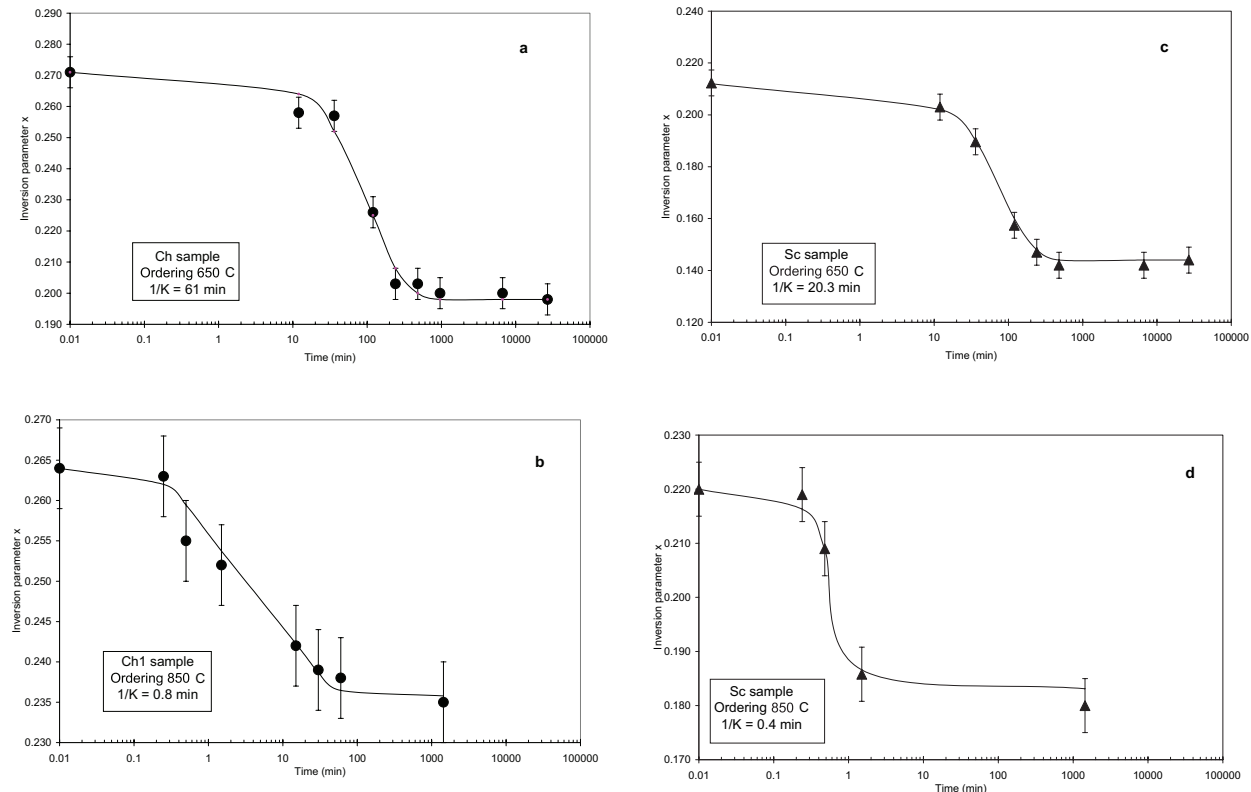 0.290
0.280
0.270
0.260
0.250
0.240
0.230
0.220
0.210
0.200
0.190
Inversion parameter x
a
Ch sample
Ordering 650 C
1/K = 61 min
0.01 0.1 1 10 100 1000 10000 100000
Time (min)
0.240
0.220
0.200
0.180
0.160
0.140
0.120
Inversion parameter x
c
Sc sample
Ordering 650 C
1/K = 20.3 min
0.01 0.1 1 10 100 1000 10000 100000
Time (min)
0.270
0.265
0.260
0.255
0.250
0.245
0.240
0.235
0.230
Inversion parameter x
b
Ch1 sample
Ordering 850 C
1/K = 0.8 min
0.01 0.1 1 10 100 1000 10000 100000
Time (min)
0.230
0.220
0.210
0.200
0.190
0.180
0.170
Inversion parameter x
d
Sc sample
Ordering 850 C
1/K = 0.4 min
0.01 0.1 1 10 100 1000 10000 100000
Time (min)